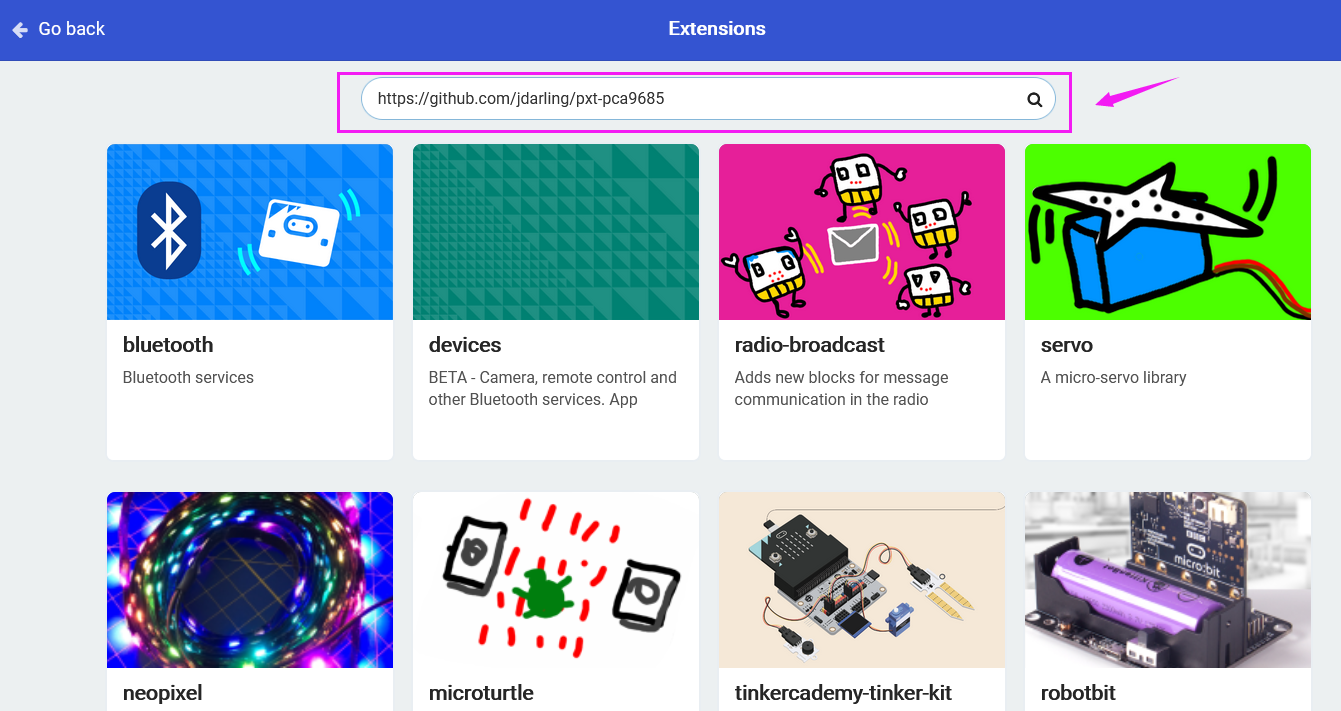 Go back
Extensions
https://github.com/jdarling/pxt-pca9685
bluetooth
Bluetooth services
devices
BETA - Camera, remote control and
other Bluetooth services. App
radio-broadcast
Adds new blocks for message
communication in the radio
servo
A micro-servo library
micro:bit
neopixel
microturtle
tinkercademy-tinker-kit
robotbit